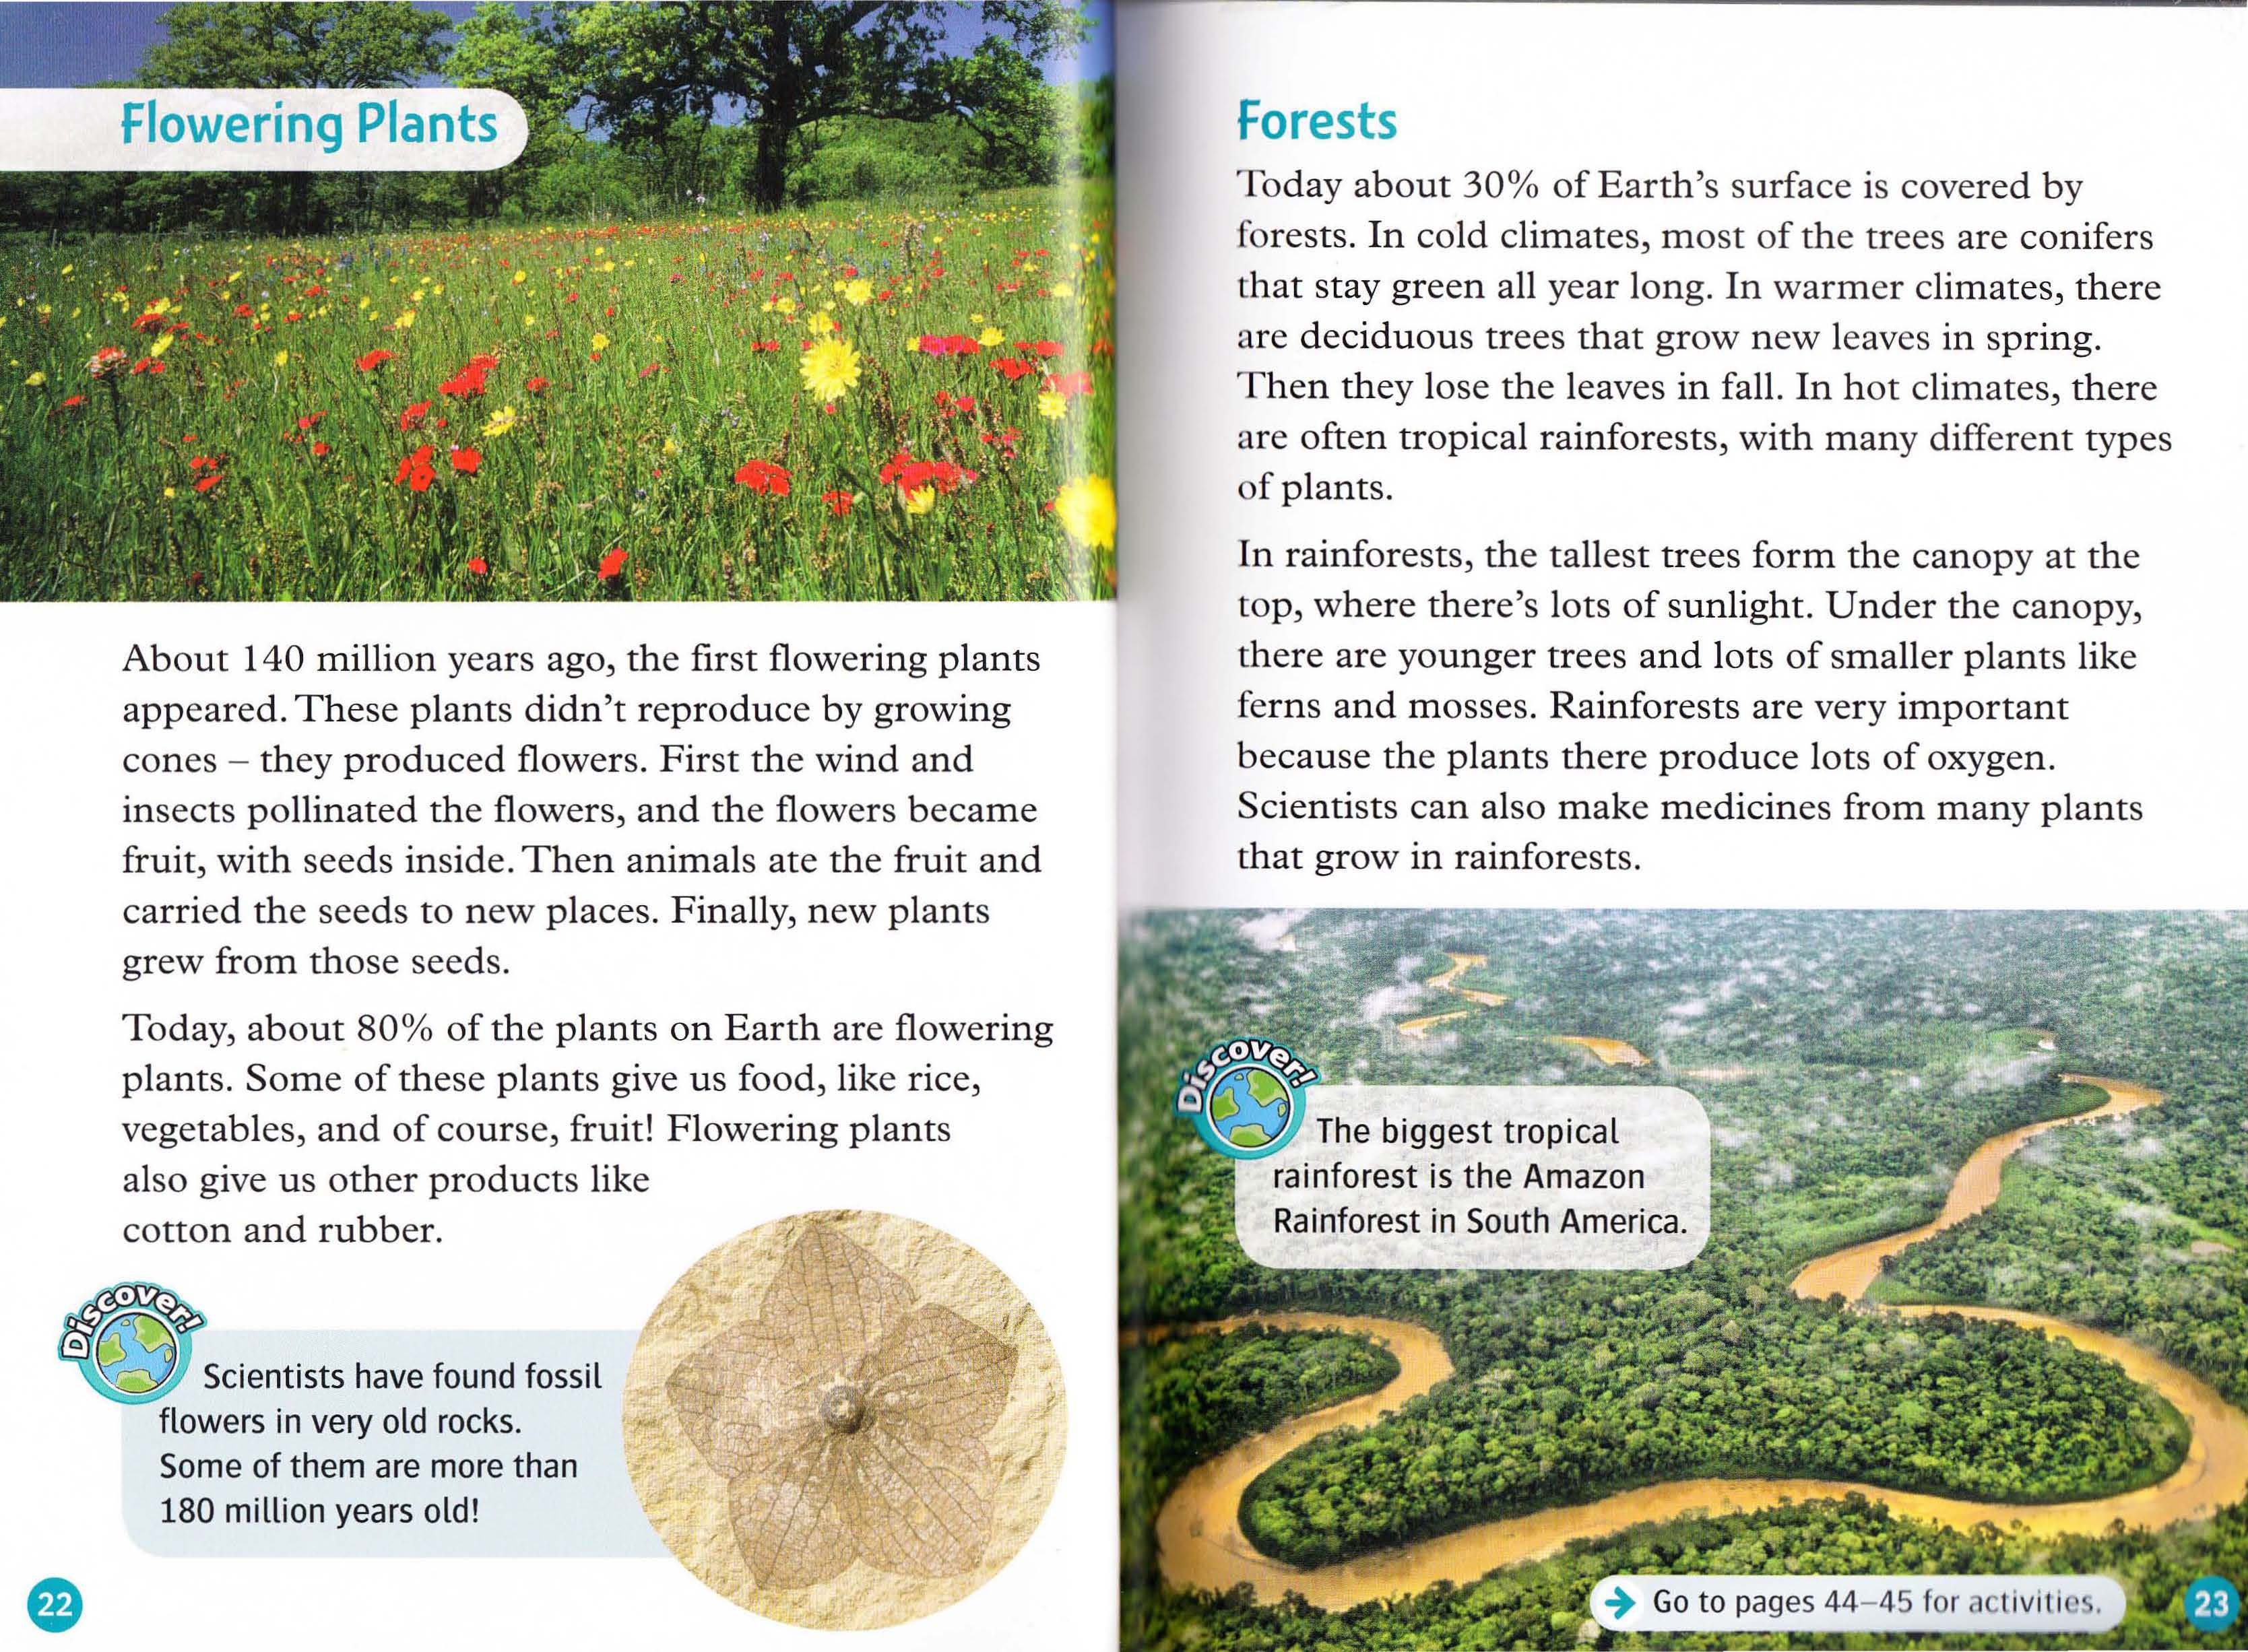 Flowering Plants
About 140 million years ago, the first flowering plants
appeared. These plants didn't reproduce by growing
cones – they produced flowers. First the wind and
insects pollinated the flowers, and the flowers became
fruit, with seeds inside. Then animals ate the fruit and
carried the seeds to new places. Finally, new plants
grew from those seeds.
Today, about 80% of the plants on Earth are flowering
plants. Some of these plants give us food, like rice,
vegetables, and of course, fruit! Flowering plants
also give us other products like
cotton and rubber.
Discover!
Scientists have found fossil
flowers in very old rocks.
Some of them are more than
180 million years old!
22
Forests
Today about 30% of Earth's surface is covered by
forests. In cold climates, most of the trees are conifers
that stay green all year long. In warmer climates, there
are deciduous trees that grow new leaves in spring.
Then they lose the leaves in fall. In hot climates, there
are often tropical rainforests, with many different types
of plants.
In rainforests, the tallest trees form the canopy at the
top, where there's lots of sunlight. Under the canopy,
there are younger trees and lots of smaller plants like
ferns and mosses. Rainforests are very important
because the plants there produce lots of oxygen.
Scientists can also make medicines from many plants
that grow in rainforests.
Discover!
The biggest tropical
rainforest is the Amazon
Rainforest in South America.
Go to pages 44–45 for activities.
23